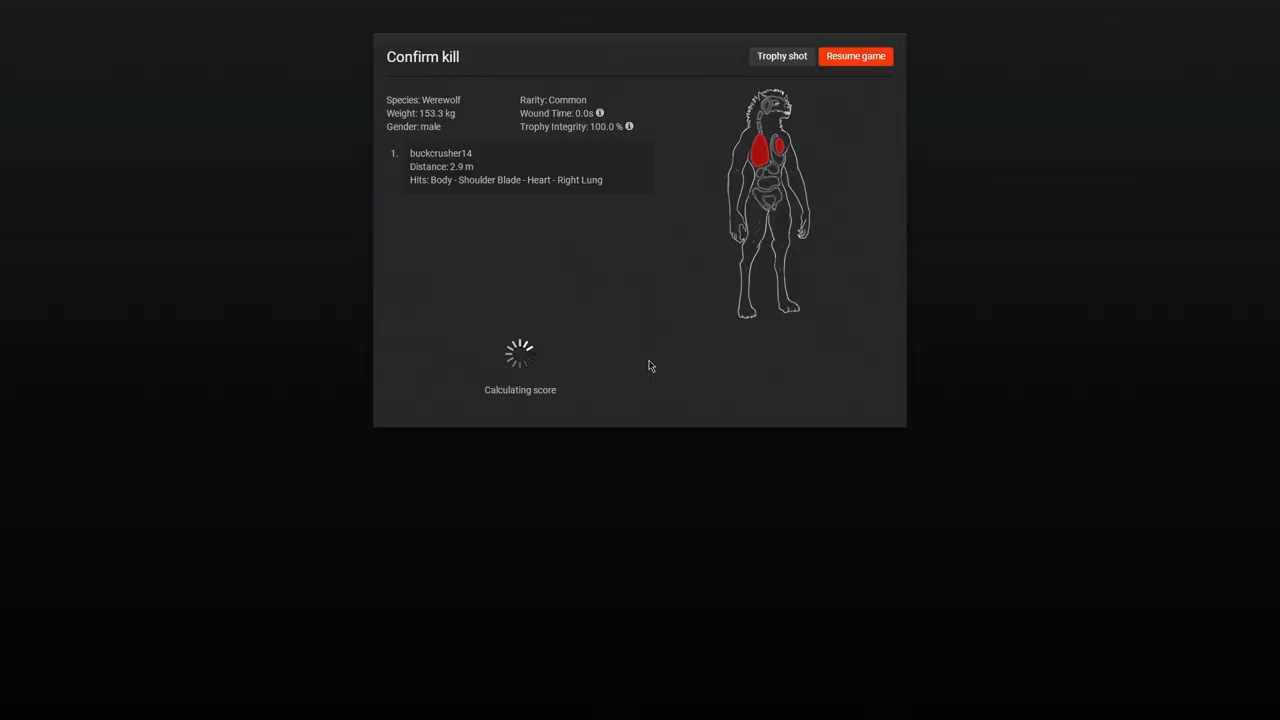 Confirm kill
Trophy shot
Resume game
Species: Werewolf
Weight: 153.3 kg
Gender: male
Rarity: Common
Wound Time: 0.0s
Trophy Integrity: 100.0 %
1. buckcrusher14
Distance: 2.9 m
Hits: Body - Shoulder Blade - Heart - Right Lung
Calculating score